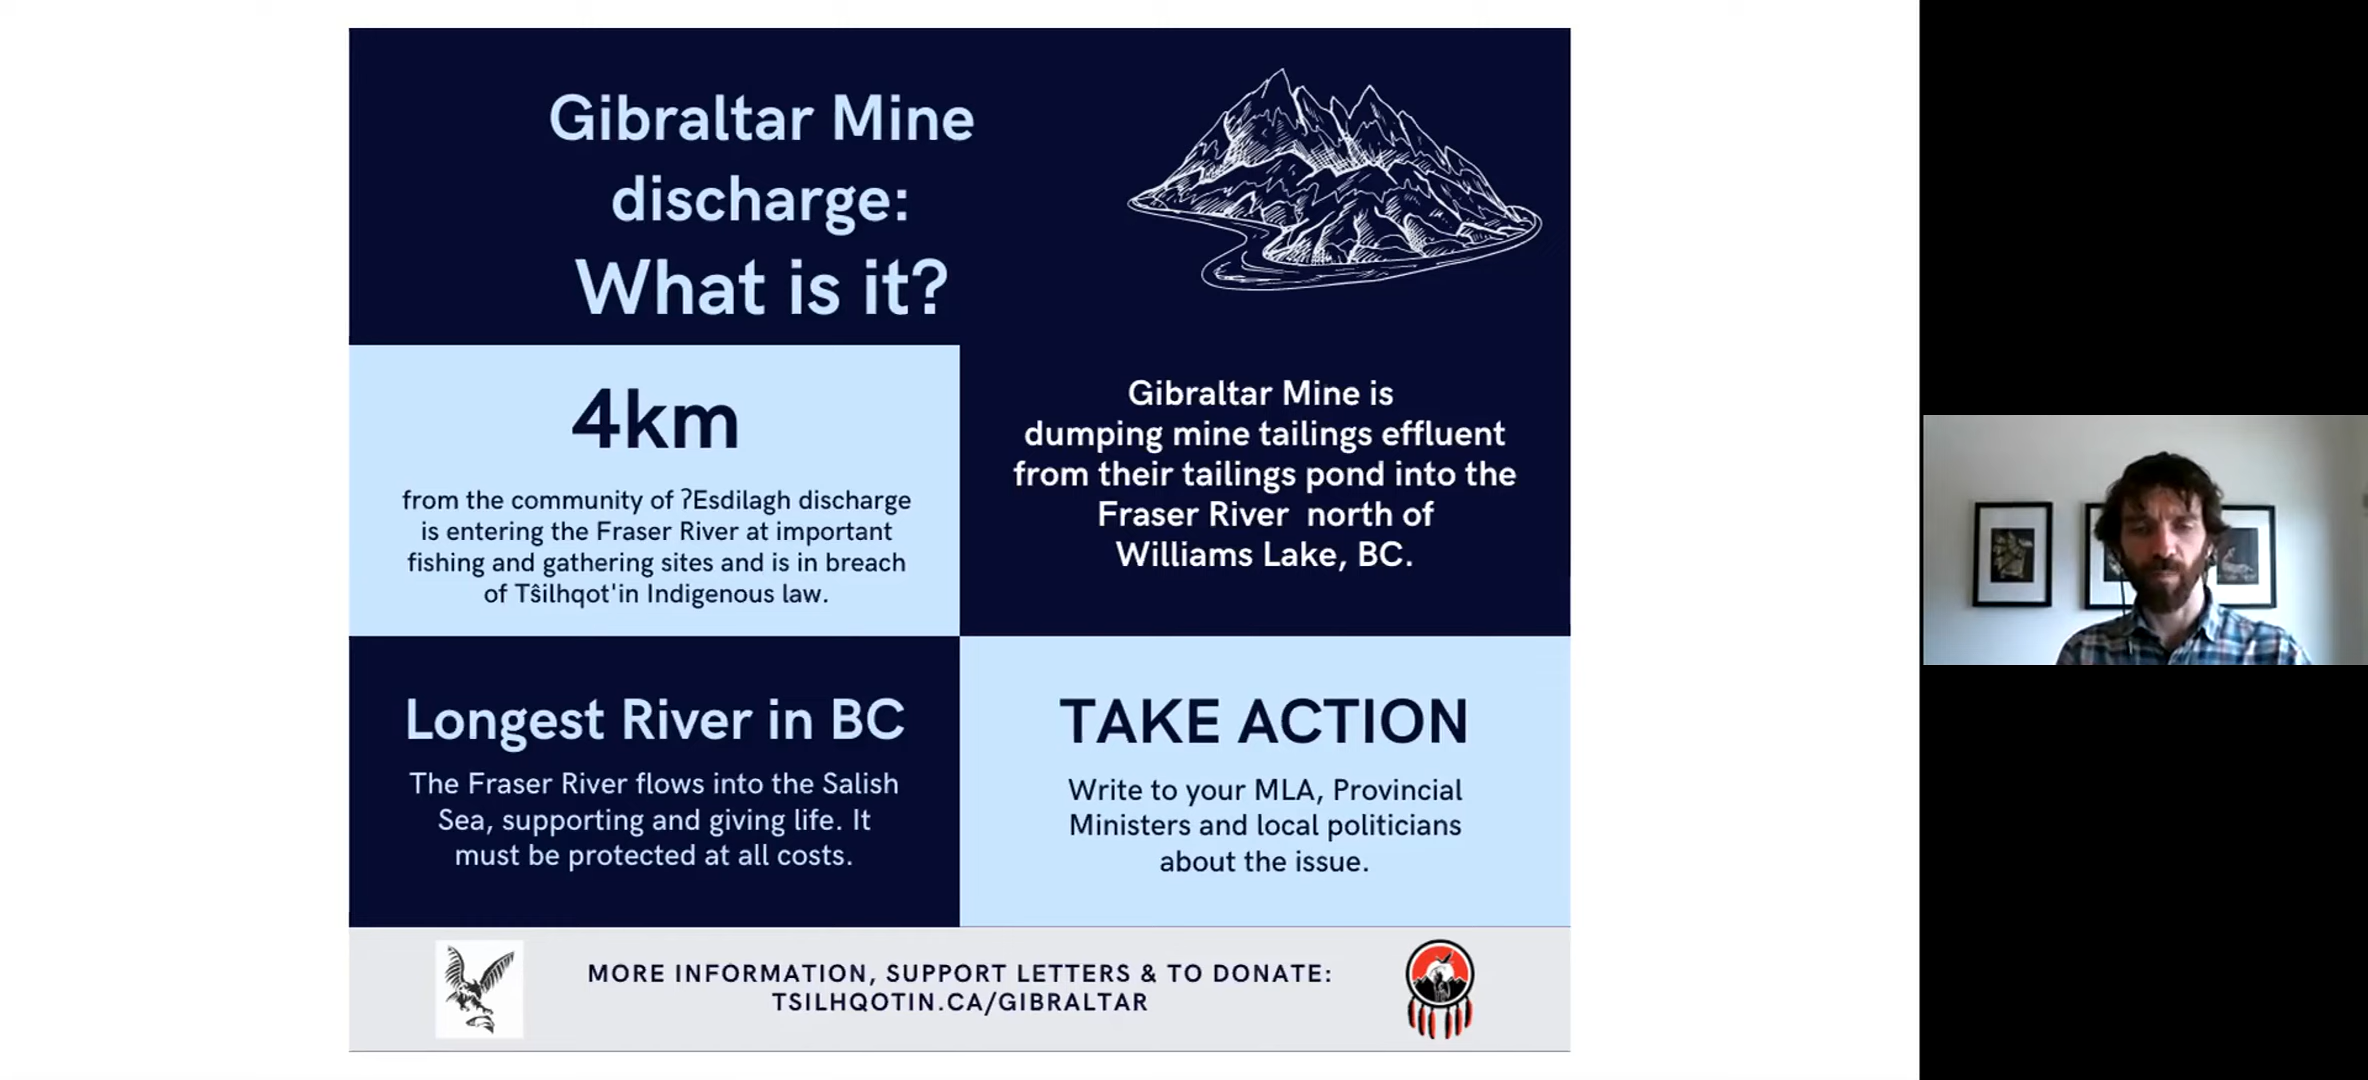 Gibraltar Mine
discharge:
What is it?
4km
from the community of ʔEsdilagh discharge
is entering the Fraser River at important
fishing and gathering sites and is in breach
of Tŝilhqot'in Indigenous law.
Gibraltar Mine is
dumping mine tailings effluent
from their tailings pond into the
Fraser River north of
Williams Lake, BC.
Longest River in BC
The Fraser River flows into the Salish
Sea, supporting and giving life. It
must be protected at all costs.
TAKE ACTION
Write to your MLA, Provincial
Ministers and local politicians
about the issue.
MORE INFORMATION, SUPPORT LETTERS & TO DONATE:
TSILHQOTIN.CA/GIBRALTAR